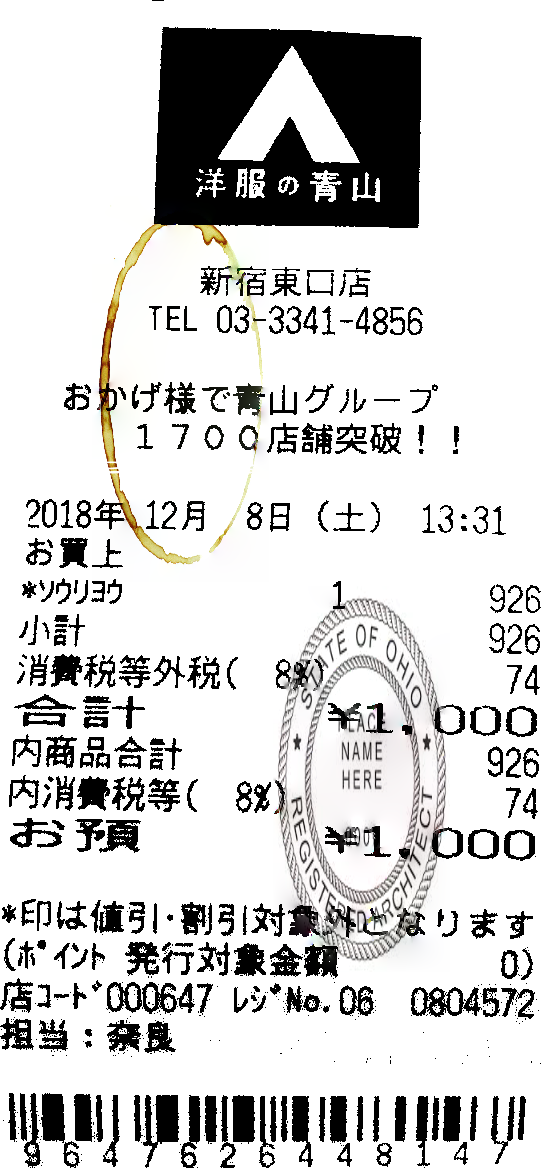 洋服の青山
新宿東口店
TEL 03-3341-4856
おかげ様で青山グループ
１７００店舗突破！！
2018年 12月 8日 (土) 13:31
お買上
*ソウリヨウ 1 926
小計 926
消費税等外税( 8%) 74
合計 ¥1,000
内商品合計 926
内消費税等( 8%) 74
お預 ¥1,000
STATE OF OHIO
PLACE
NAME
HERE
REGISTERED ARCHITECT
*印は値引・割引対象外となります
(ポイント 発行対象金額 0)
店コード000647 レジNo.06 0804572
担当：奈良
9647626448147